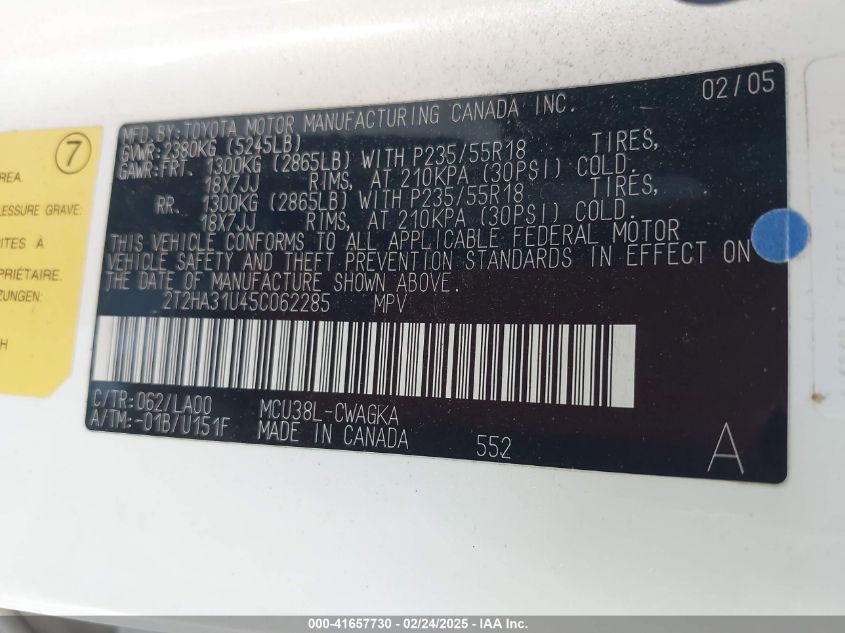 02/05
MFD. BY:TOYOTA MOTOR MANUFACTURING CANADA INC.
GVWR:2380KG (5245LB)
GAWR:FRT. 1300KG (2865LB) WITH P235/55R18 TIRES,
18X7JJ RIMS, AT 210KPA (30PSI) COLD.
RR. 1300KG (2865LB) WITH P235/55R18 TIRES,
18X7JJ RIMS, AT 210KPA (30PSI) COLD.
THIS VEHICLE CONFORMS TO ALL APPLICABLE FEDERAL MOTOR
VEHICLE SAFETY AND THEFT PREVENTION STANDARDS IN EFFECT ON
THE DATE OF MANUFACTURE SHOWN ABOVE.
2T2HA31U45C062285 MPV
C/TR:062/LA00 MCU38L-CWAGKA
A/TM:-01B/U151F MADE IN CANADA 552 A
7
REA.
LESSURE GRAVE:
ITES À
PROPRIÉTAIRE.
ZUNGEN:
H
000-41657730 - 02/24/2025 - IAA Inc.